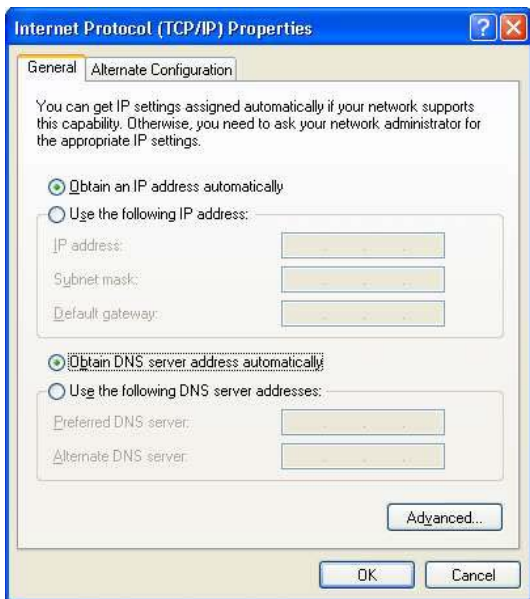 Internet Protocol (TCP/IP) Properties
?
General
Alternate Configuration
You can get IP settings assigned automatically if your network supports
this capability. Otherwise, you need to ask your network administrator for
the appropriate IP settings.
Obtain an IP address automatically
Use the following IP address:
IP address:
Subnet mask:
Default gateway:
Obtain DNS server address automatically
Use the following DNS server addresses:
Preferred DNS server:
Alternate DNS server:
Advanced...
OK
Cancel